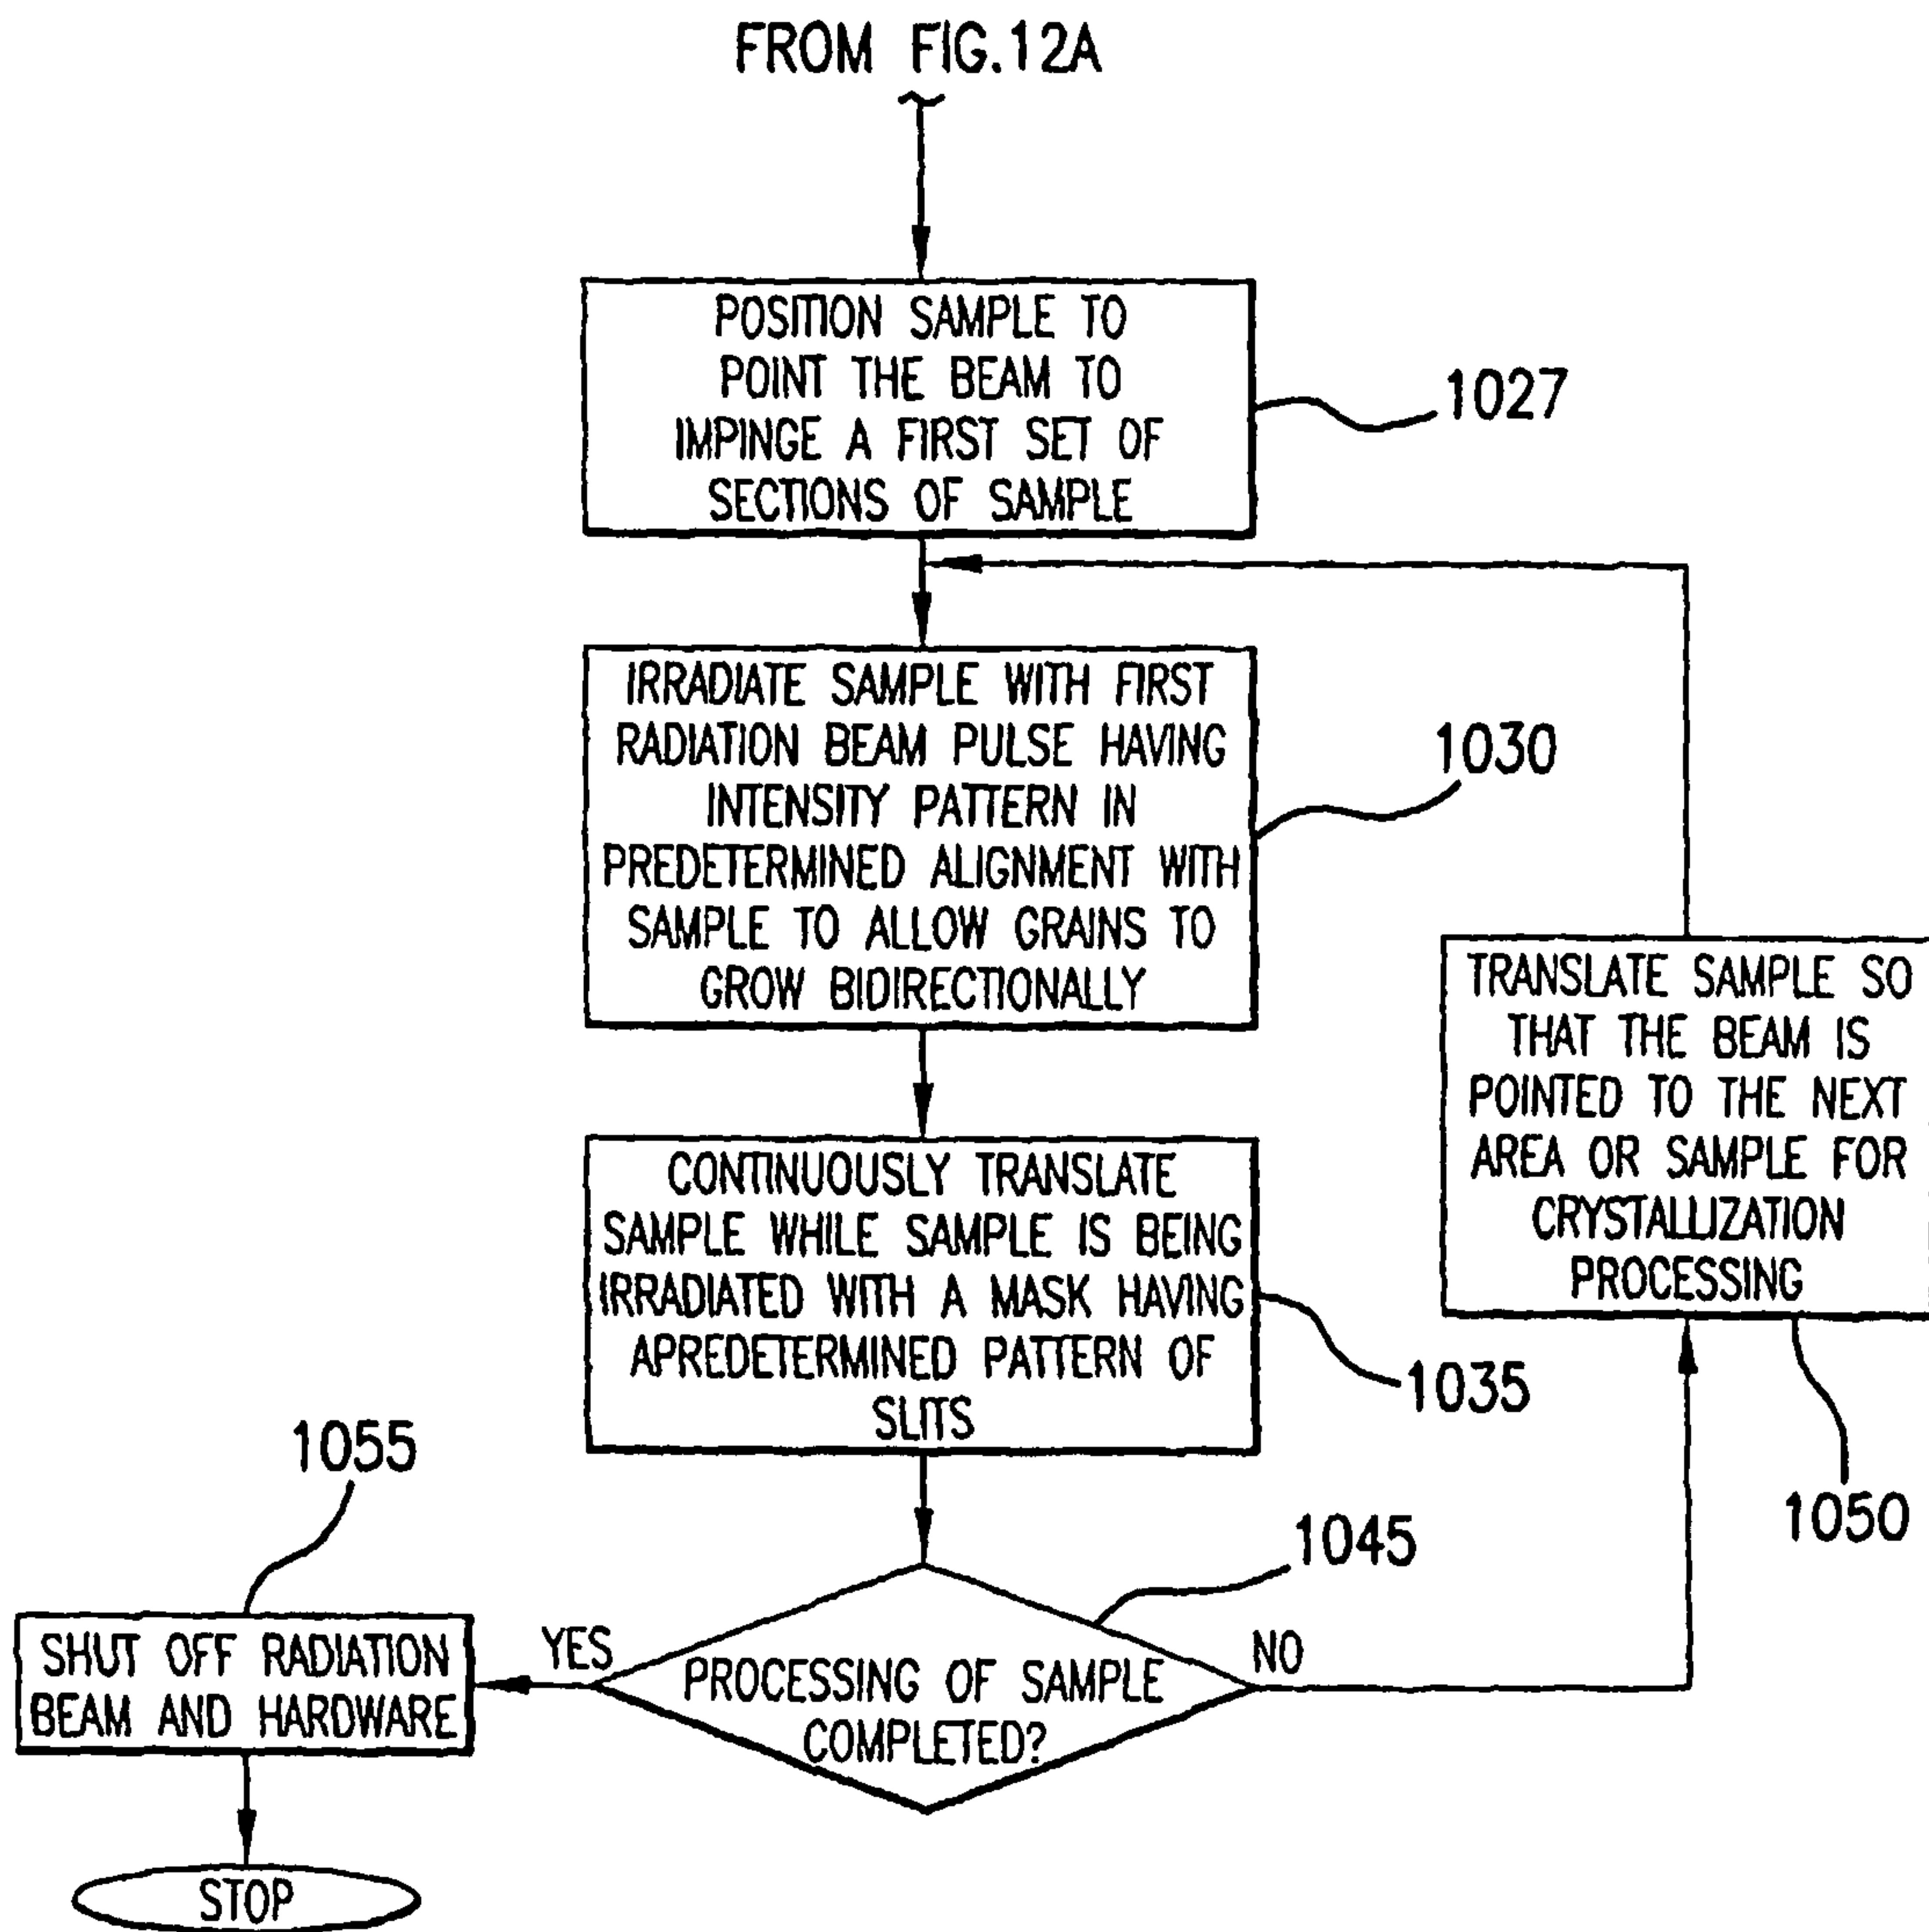 FROM FIG.12A
POSITION SAMPLE TO
POINT THE BEAM TO
IMPINGE A FIRST SET OF
SECTIONS OF SAMPLE
1027
IRRADIATE SAMPLE WITH FIRST
RADIATION BEAM PULSE HAVING
INTENSITY PATTERN IN
PREDETERMINED ALIGNMENT WITH
SAMPLE TO ALLOW GRAINS TO
GROW BIDIRECTIONALLY
1030
TRANSLATE SAMPLE SO
THAT THE BEAM IS
POINTED TO THE NEXT
AREA OR SAMPLE FOR
CRYSTALLIZATION
PROCESSING
1050
CONTINUOUSLY TRANSLATE
SAMPLE WHILE SAMPLE IS BEING
IRRADIATED WITH A MASK HAVING
APREDETERMINED PATTERN OF
SLITS
1035
1045
PROCESSING OF SAMPLE
COMPLETED?
YES
NO
1055
SHUT OFF RADIATION
BEAM AND HARDWARE
STOP